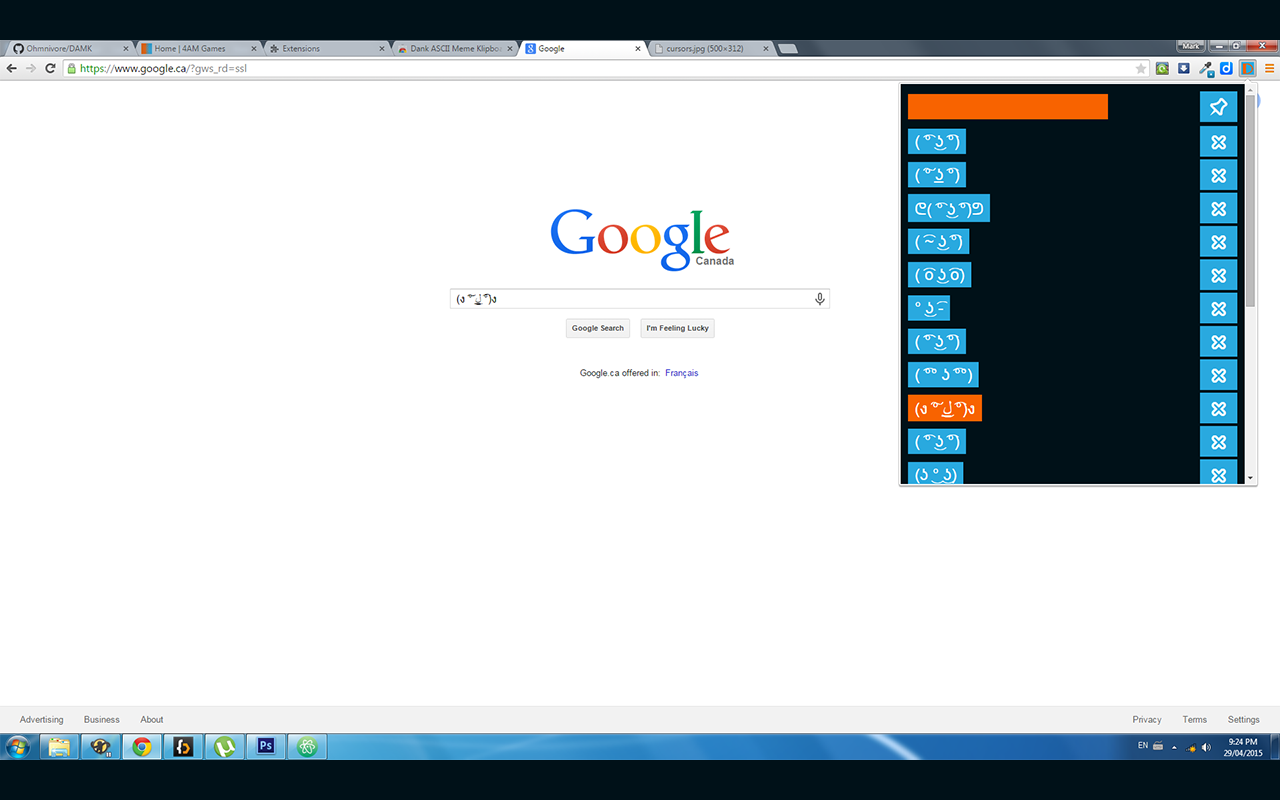 Ohmnivore/DAMK
Home | 4AM Games
Extensions
Dank ASCII Meme Klipbo
Google
cursors.jpg (500×312)
Mark
https://www.google.ca/?gws_rd=ssl
( ͡° ͜ʖ ͡°)
( ͠° ͟ʖ ͡°)
ᕦ( ͡° ͜ʖ ͡°)ᕤ
( ͡~ ͜ʖ ͡°)
( ͡o ͜ʖ ͡o)
° ͜ʖ ͡ -
( ͡° ͜ʖ ͡°)
( ͡°° ʖ ͡°°)
(ง ͠° ͟ل͜ ͡°)ง
( ͡° ͜ʖ ͡°)
(ʖ ͜° ͜ʖ)
Google
Canada
(ง ͠° ͟ل͜ ͡°)ง
Google Search
I'm Feeling Lucky
Google.ca offered in: Français
Advertising
Business
About
Privacy
Terms
Settings
Ps
EN
9:24 PM
29/04/2015